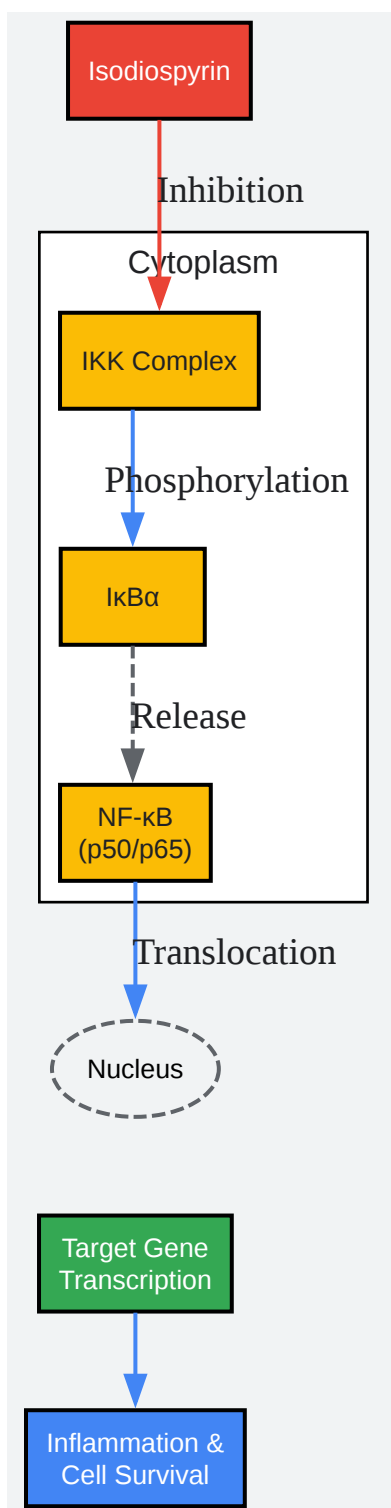 Isodiospyrin
Inhibition
Cytoplasm
IKK Complex
Phosphorylation
IκBα
Release
NF-κB
(p50/p65)
Translocation
Nucleus
Target Gene
Transcription
Inflammation &
Cell Survival